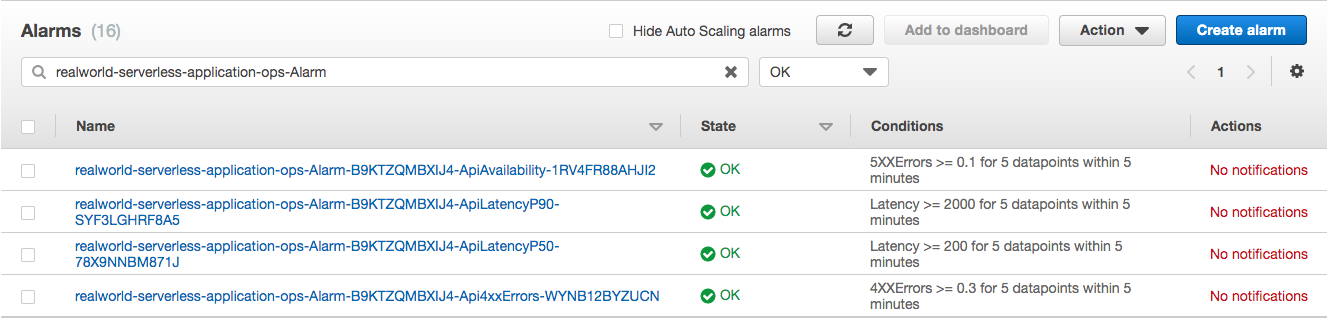 Alarms (16)
Hide Auto Scaling alarms
Add to dashboard
Action
Create alarm
realworld-serverless-application-ops-Alarm
OK
1
Name
State
Conditions
Actions
realworld-serverless-application-ops-Alarm-B9KTZQMBXIJ4-ApiAvailability-1RV4FR88AHJI2
OK
5XXErrors >= 0.1 for 5 datapoints within 5
minutes
No notifications
realworld-serverless-application-ops-Alarm-B9KTZQMBXIJ4-ApiLatencyP90-
SYF3LGHRF8A5
OK
Latency >= 2000 for 5 datapoints within 5
minutes
No notifications
realworld-serverless-application-ops-Alarm-B9KTZQMBXIJ4-ApiLatencyP50-
78X9NNBM871J
OK
Latency >= 200 for 5 datapoints within 5
minutes
No notifications
realworld-serverless-application-ops-Alarm-B9KTZQMBXIJ4-Api4xxErrors-WYNB12BYZUCN
OK
4XXErrors >= 0.3 for 5 datapoints within 5
minutes
No notifications